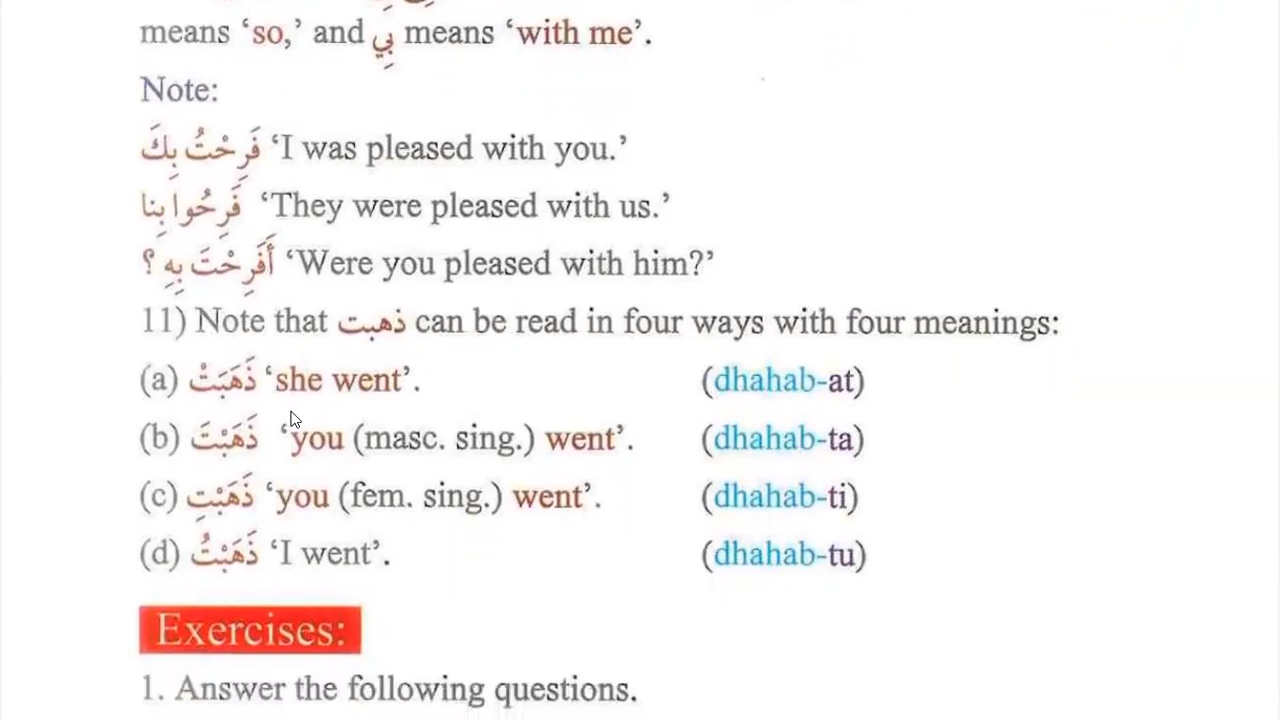 means ‘so,’ and بِي means ‘with me’.
Note:
فَرِحْتُ بِكَ ‘I was pleased with you.’
فَرِحُوا بِنا ‘They were pleased with us.’
أَفَرِحْتَ بِهِ ؟ ‘Were you pleased with him?’
11) Note that ذهبت can be read in four ways with four meanings:
(a) ذَهَبَتْ ‘she went’. (dhahab-at)
(b) ذَهَبْتَ ‘you (masc. sing.) went’. (dhahab-ta)
(c) ذَهَبْتِ ‘you (fem. sing.) went’. (dhahab-ti)
(d) ذَهَبْتُ ‘I went’. (dhahab-tu)
Exercises:
1. Answer the following questions.